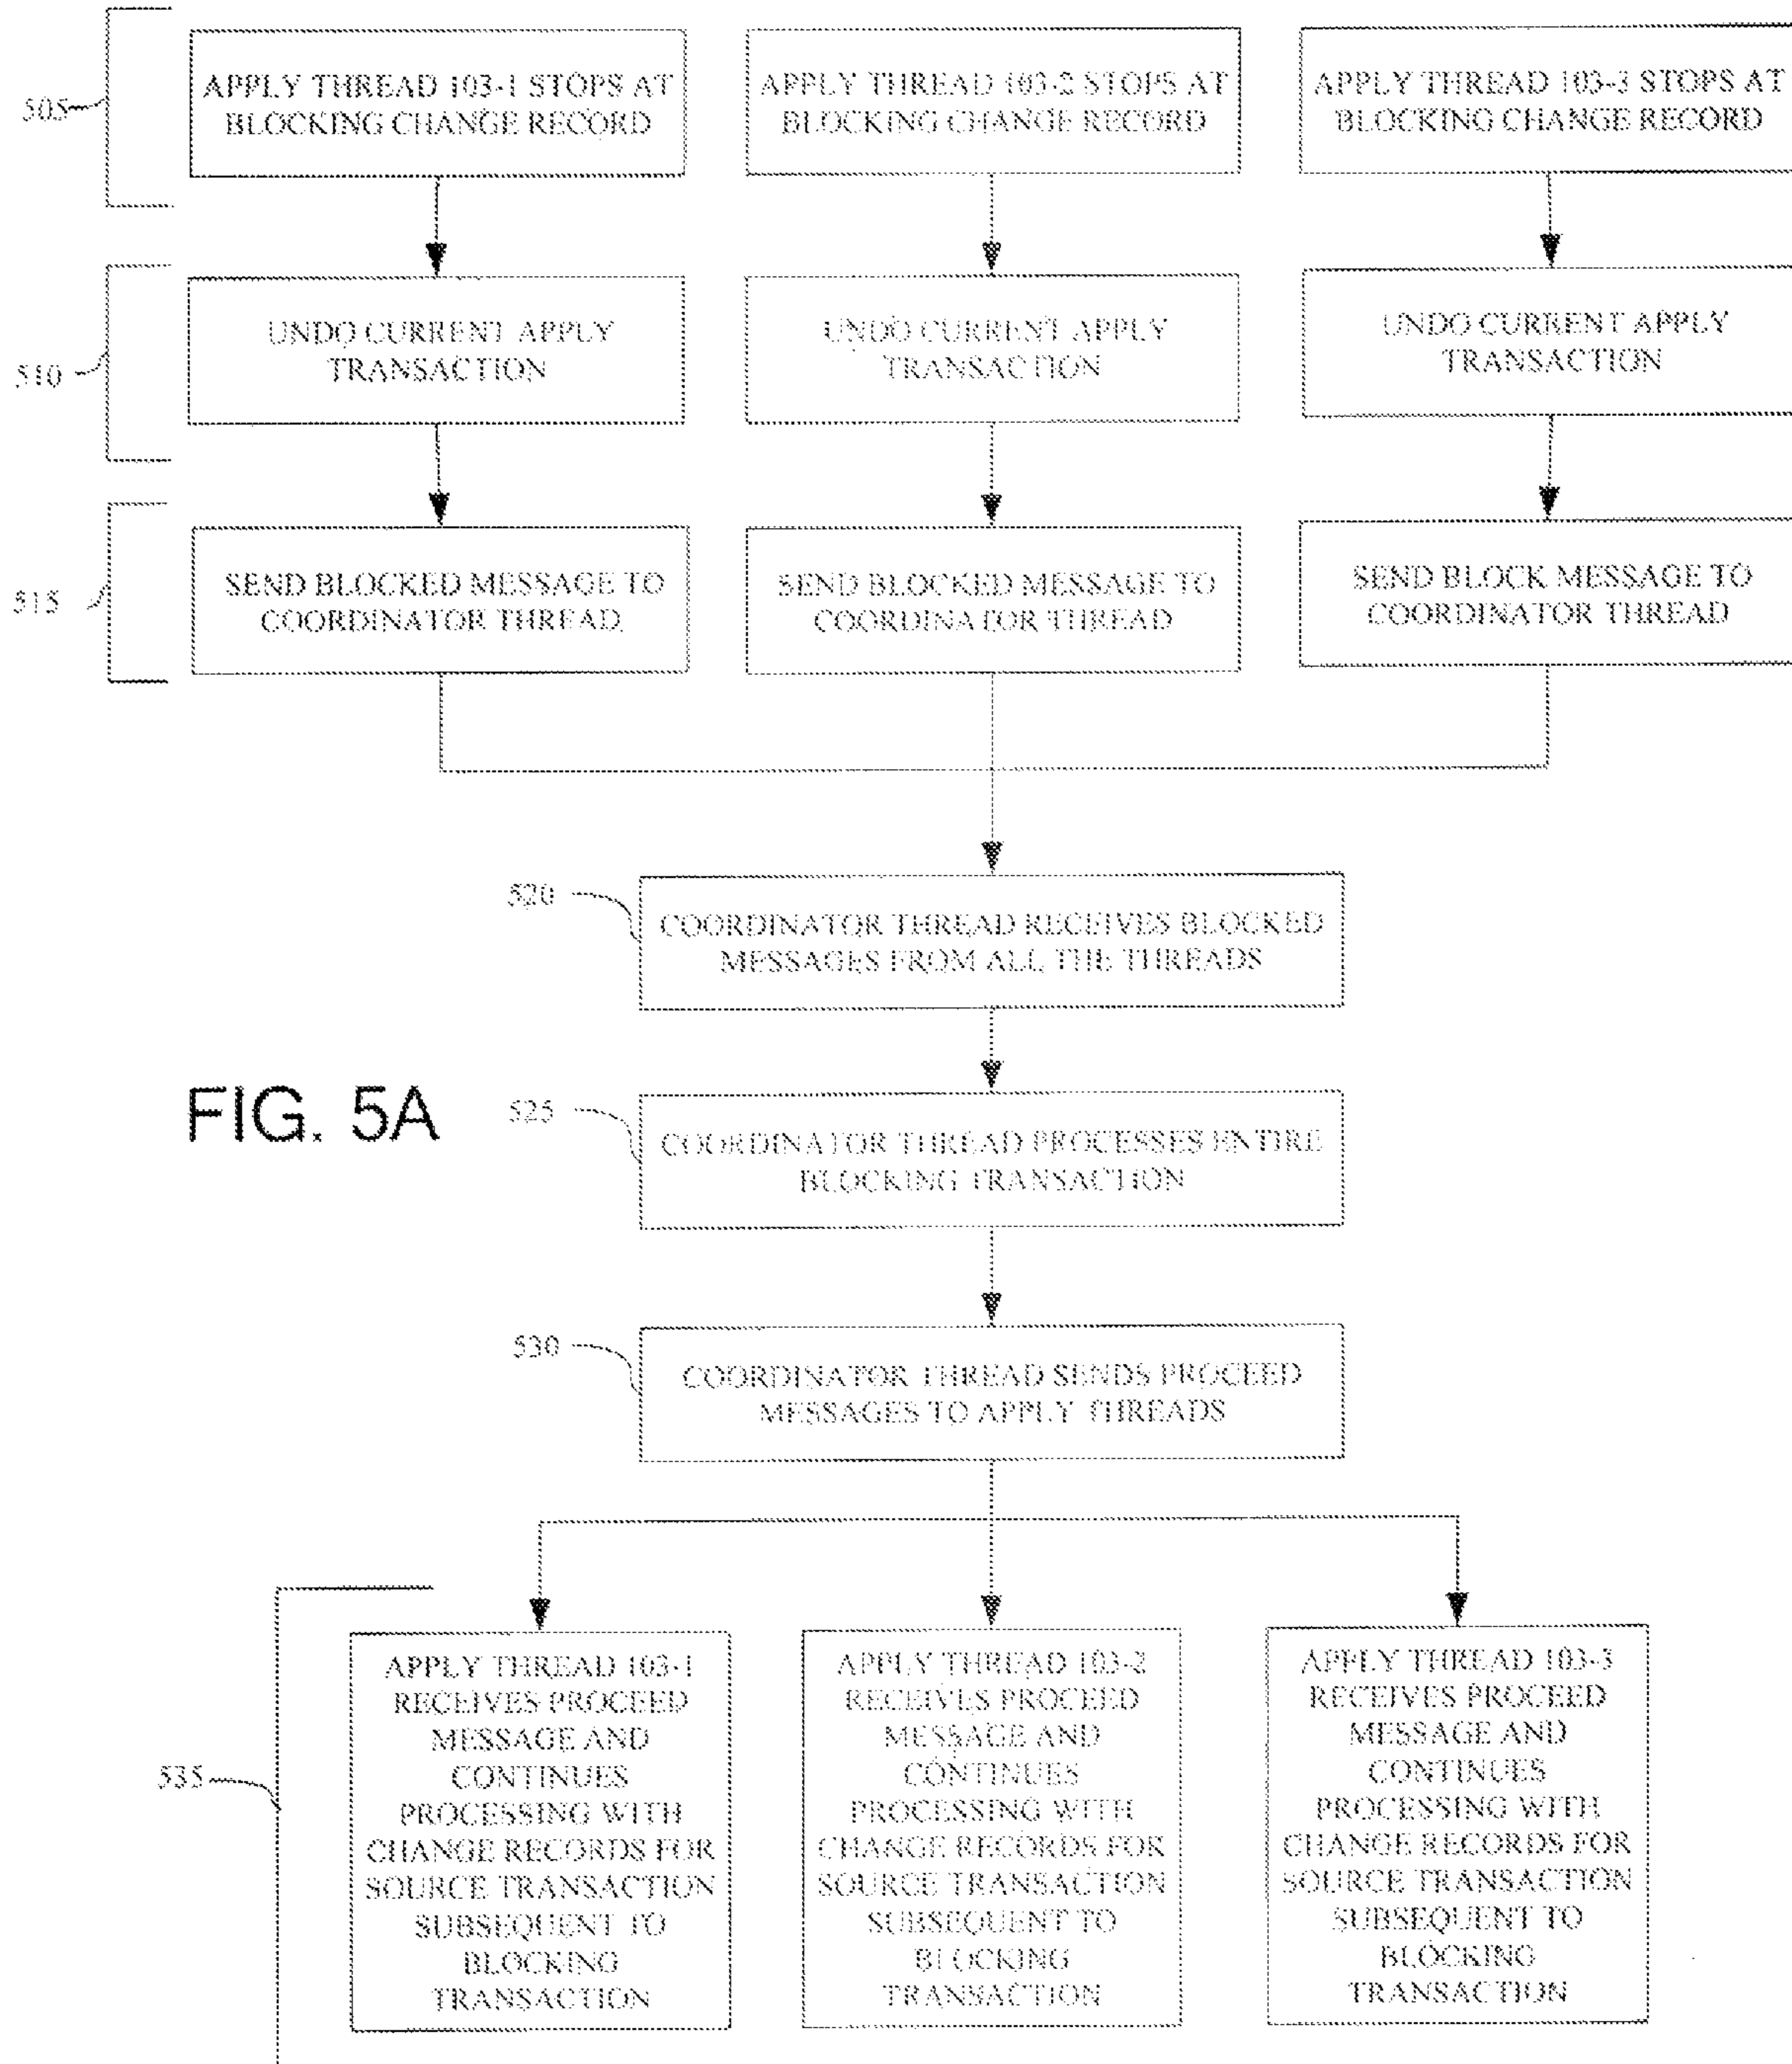 505
APPLY THREAD 103-1 STOPS AT
BLOCKING CHANGE RECORD
APPLY THREAD 103-2 STOPS AT
BLOCKING CHANGE RECORD
APPLY THREAD 103-3 STOPS AT
BLOCKING CHANGE RECORD
510
UNDO CURRENT APPLY
TRANSACTION
UNDO CURRENT APPLY
TRANSACTION
UNDO CURRENT APPLY
TRANSACTION
515
SEND BLOCKED MESSAGE TO
COORDINATOR THREAD
SEND BLOCKED MESSAGE TO
COORDINATOR THREAD
SEND BLOCK MESSAGE TO
COORDINATOR THREAD
520
COORDINATOR THREAD RECEIVES BLOCKED
MESSAGES FROM ALL THE THREADS
FIG. 5A
525
COORDINATOR THREAD PROCESSES ENTIRE
BLOCKING TRANSACTION
530
COORDINATOR THREAD SENDS PROCEED
MESSAGES TO APPLY THREADS
535
APPLY THREAD 103-1
RECEIVES PROCEED
MESSAGE AND
CONTINUES
PROCESSING WITH
CHANGE RECORDS FOR
SOURCE TRANSACTION
SUBSEQUENT TO
BLOCKING
TRANSACTION
APPLY THREAD 103-2
RECEIVES PROCEED
MESSAGE AND
CONTINUES
PROCESSING WITH
CHANGE RECORDS FOR
SOURCE TRANSACTION
SUBSEQUENT TO
BLOCKING
TRANSACTION
APPLY THREAD 103-3
RECEIVES PROCEED
MESSAGE AND
CONTINUES
PROCESSING WITH
CHANGE RECORDS FOR
SOURCE TRANSACTION
SUBSEQUENT TO
BLOCKING
TRANSACTION